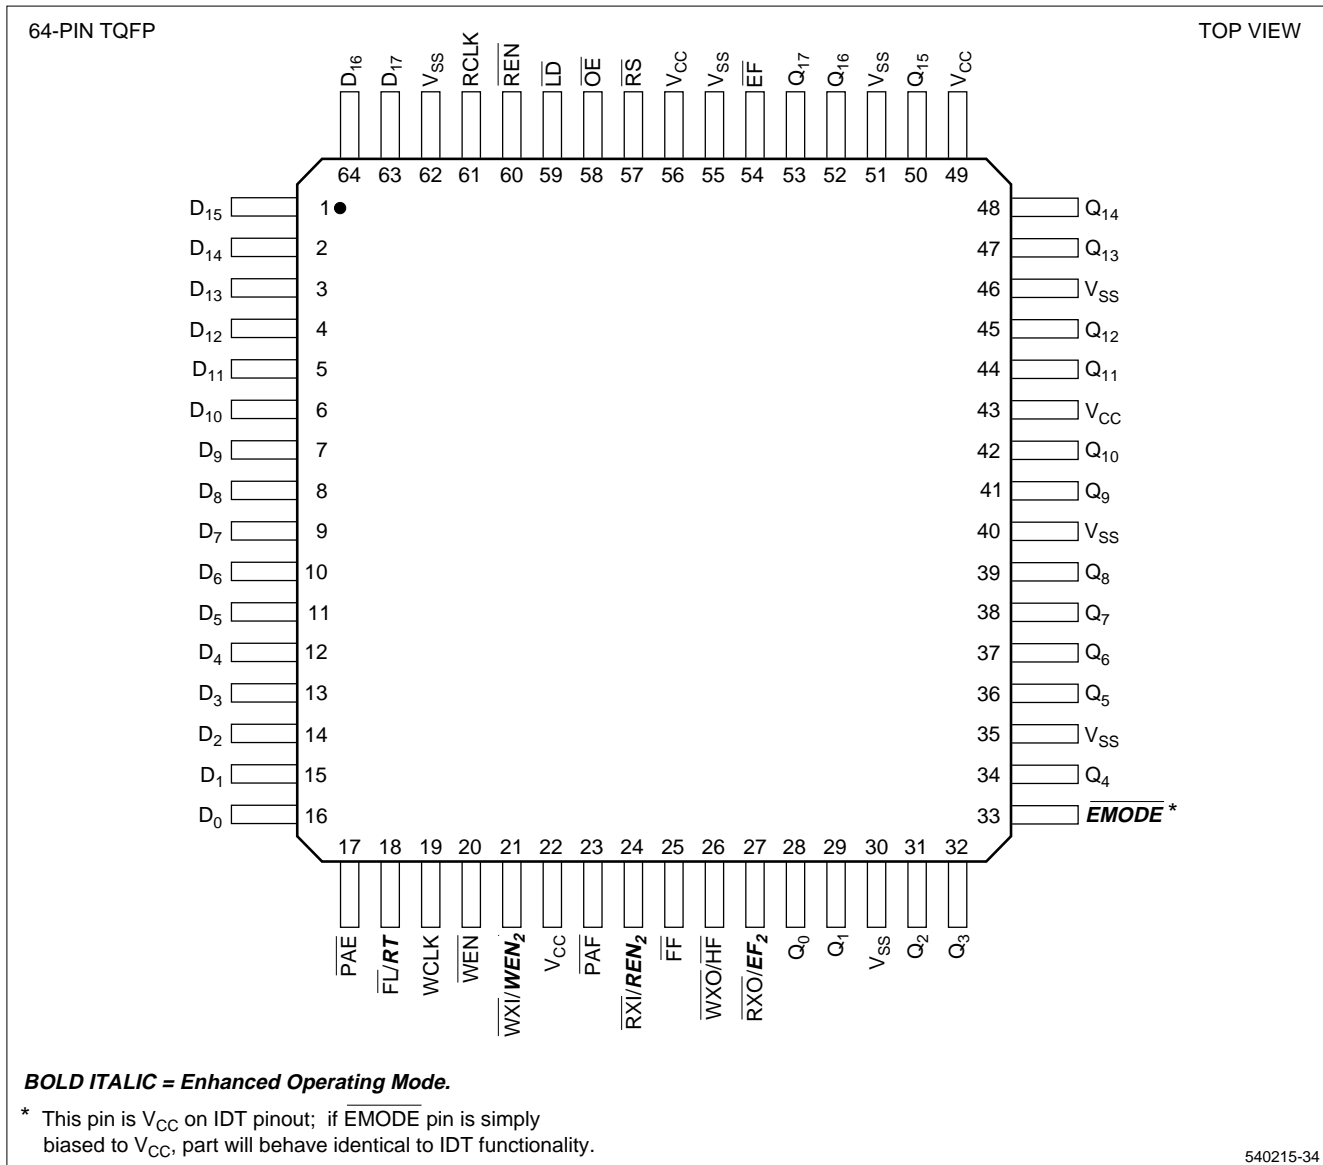 64-PIN TQFP TOP VIEW
D16 D17 VSS RCLK REN LD OE RS VCC VSS EF Q17 Q16 VSS Q15 VCC
64 63 62 61 60 59 58 57 56 55 54 53 52 51 50 49
D15 1 48 Q14
D14 2 47 Q13
D13 3 46 VSS
D12 4 45 Q12
D11 5 44 Q11
D10 6 43 VCC
D9 7 42 Q10
D8 8 41 Q9
D7 9 40 VSS
D6 10 39 Q8
D5 11 38 Q7
D4 12 37 Q6
D3 13 36 Q5
D2 14 35 VSS
D1 15 34 Q4
D0 16 33 EMODE *
17 18 19 20 21 22 23 24 25 26 27 28 29 30 31 32
PAE FL/RT WCLK WEN WXI/WEN2 VCC PAF RXI/REN2 FF WXO/HF RXO/EF2 Q0 Q1 VSS Q2 Q3
BOLD ITALIC = Enhanced Operating Mode.
* This pin is VCC on IDT pinout; if EMODE pin is simply
biased to VCC, part will behave identical to IDT functionality.
540215-34